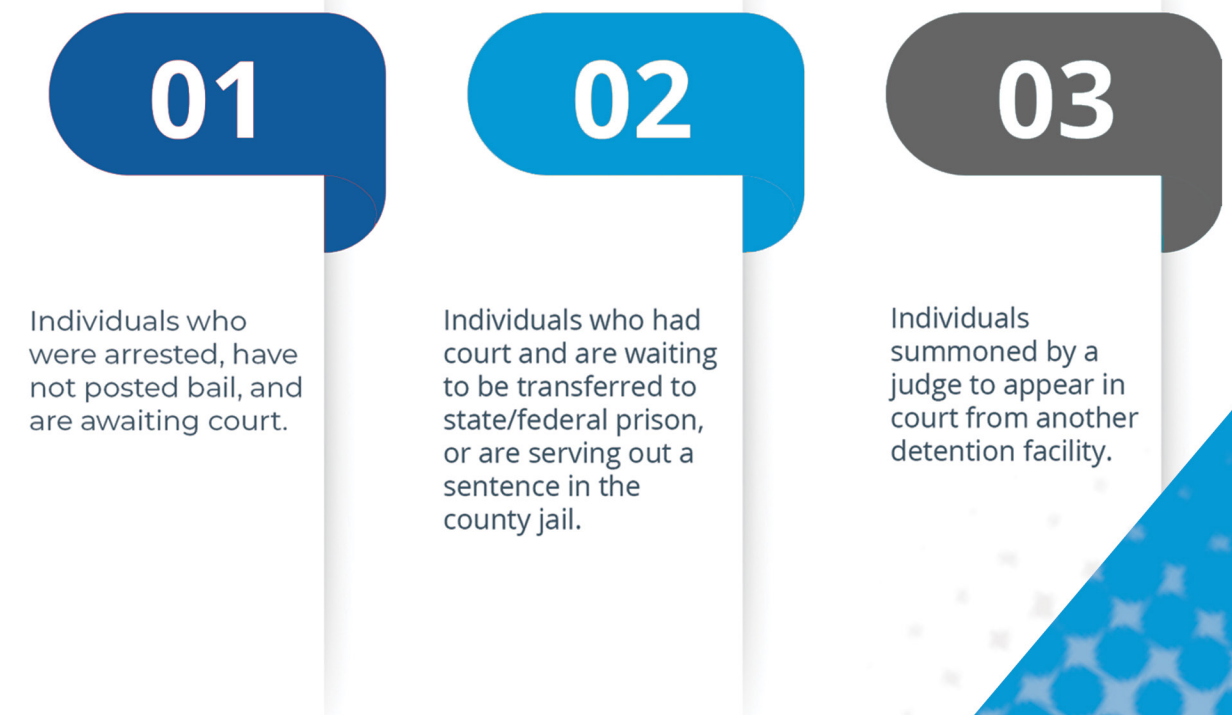 01
Individuals who
were arrested, have
not posted bail, and
are awaiting court.
02
Individuals who had
court and are waiting
to be transferred to
state/federal prison,
or are serving out a
sentence in the
county jail.
03
Individuals
summoned by a
judge to appear in
court from another
detention facility.